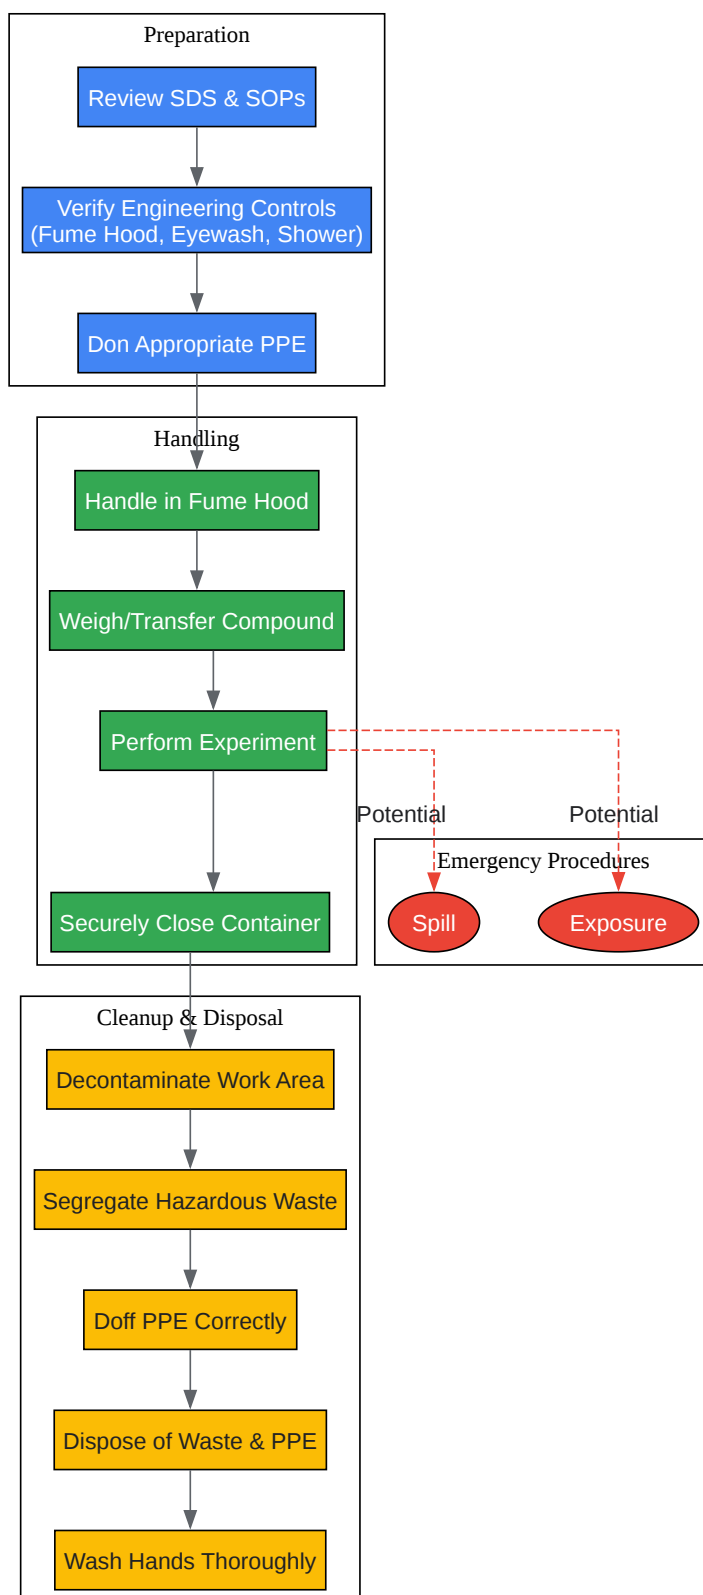 Preparation
Review SDS & SOPs
Verify Engineering Controls
(Fume Hood, Eyewash, Shower)
Don Appropriate PPE
Handling
Handle in Fume Hood
Weigh/Transfer Compound
Perform Experiment
Potential
Potential
Emergency Procedures
Securely Close Container
Spill
Exposure
Cleanup & Disposal
Decontaminate Work Area
Segregate Hazardous Waste
Doff PPE Correctly
Dispose of Waste & PPE
Wash Hands Thoroughly